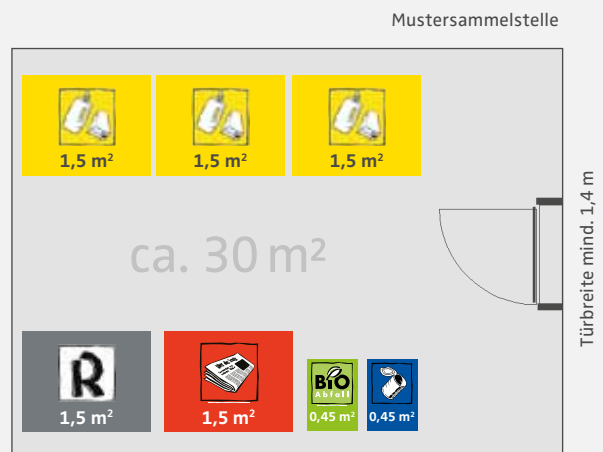 Mustersammelstelle
1,5 m²
1,5 m²
1,5 m²
Türbreite mind. 1,4 m
ca. 30 m²
R
1,5 m²
1,5 m²
BiO
Abfall
0,45 m²
0,45 m²